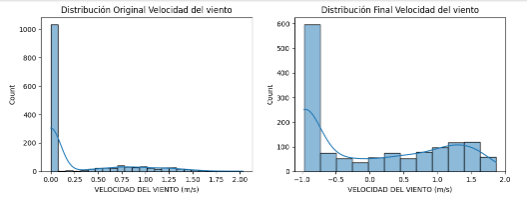 Distribución Original Velocidad del viento
Count
1000
800
600
400
200
0
0.00 0.25 0.50 0.75 1.00 1.25 1.50 1.75 2.00
VELOCIDAD DEL VIENTO (m/s)
Distribución Final Velocidad del viento
Count
600
500
400
300
200
100
0
−1.0 −0.5 0.0 0.5 1.0 1.5 2.0
VELOCIDAD DEL VIENTO (m/s)